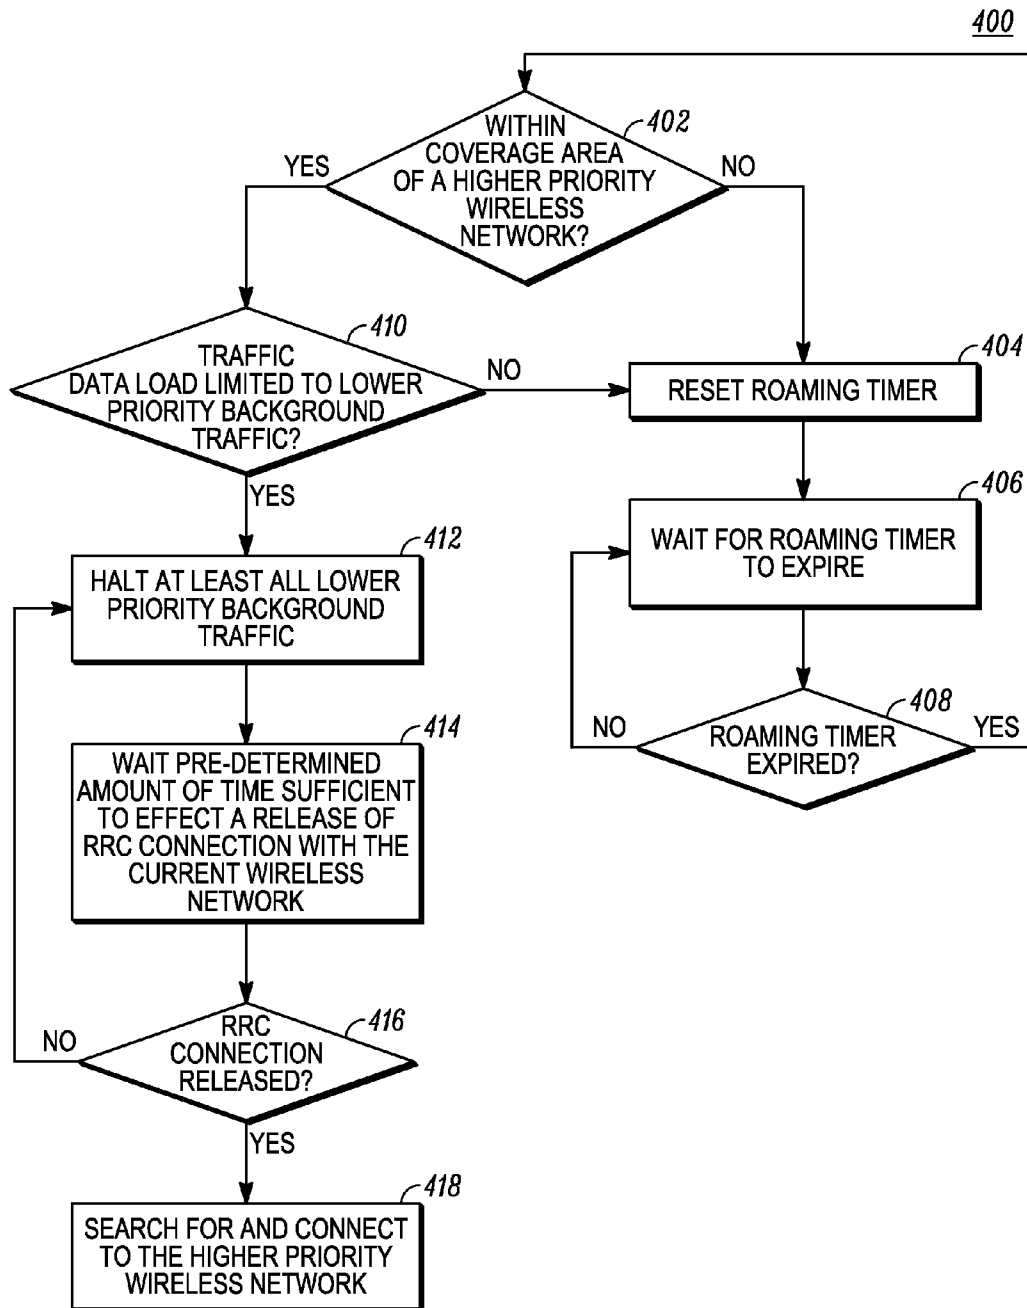 400
402
WITHIN
COVERAGE AREA
OF A HIGHER PRIORITY
WIRELESS
NETWORK?
YES
NO
410
TRAFFIC
DATA LOAD LIMITED TO LOWER
PRIORITY BACKGROUND
TRAFFIC?
NO
YES
404
RESET ROAMING TIMER
406
WAIT FOR ROAMING TIMER
TO EXPIRE
408
ROAMING TIMER
EXPIRED?
NO
YES
412
HALT AT LEAST ALL LOWER
PRIORITY BACKGROUND
TRAFFIC
414
WAIT PRE-DETERMINED
AMOUNT OF TIME SUFFICIENT
TO EFFECT A RELEASE OF
RRC CONNECTION WITH THE
CURRENT WIRELESS
NETWORK
416
RRC
CONNECTION
RELEASED?
NO
YES
418
SEARCH FOR AND CONNECT
TO THE HIGHER PRIORITY
WIRELESS NETWORK